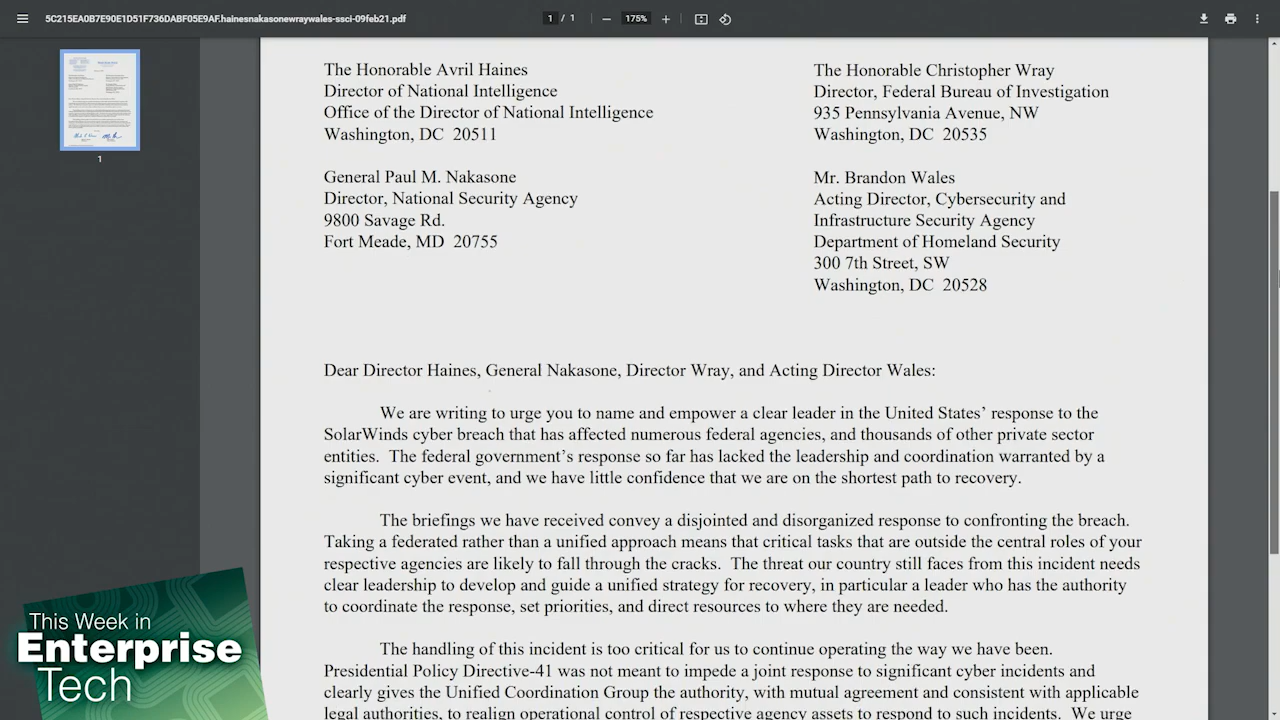 5C215EA0B7E90E1D51F736DABF05E9AF.hainesnakasonewraywales-ssci-09feb21.pdf
1 / 1
175%
1
The Honorable Avril Haines
Director of National Intelligence
Office of the Director of National Intelligence
Washington, DC 20511
The Honorable Christopher Wray
Director, Federal Bureau of Investigation
935 Pennsylvania Avenue, NW
Washington, DC 20535
General Paul M. Nakasone
Director, National Security Agency
9800 Savage Rd.
Fort Meade, MD 20755
Mr. Brandon Wales
Acting Director, Cybersecurity and
Infrastructure Security Agency
Department of Homeland Security
300 7th Street, SW
Washington, DC 20528
Dear Director Haines, General Nakasone, Director Wray, and Acting Director Wales:
We are writing to urge you to name and empower a clear leader in the United States’ response to the
SolarWinds cyber breach that has affected numerous federal agencies, and thousands of other private sector
entities. The federal government’s response so far has lacked the leadership and coordination warranted by a
significant cyber event, and we have little confidence that we are on the shortest path to recovery.
The briefings we have received convey a disjointed and disorganized response to confronting the breach.
Taking a federated rather than a unified approach means that critical tasks that are outside the central roles of your
respective agencies are likely to fall through the cracks. The threat our country still faces from this incident needs
clear leadership to develop and guide a unified strategy for recovery, in particular a leader who has the authority
to coordinate the response, set priorities, and direct resources to where they are needed.
The handling of this incident is too critical for us to continue operating the way we have been.
Presidential Policy Directive-41 was not meant to impede a joint response to significant cyber incidents and
clearly gives the Unified Coordination Group the authority, with mutual agreement and consistent with applicable
legal authorities, to realign operational control of respective agency assets to respond to such incidents. We urge
This Week in
Enterprise
Tech